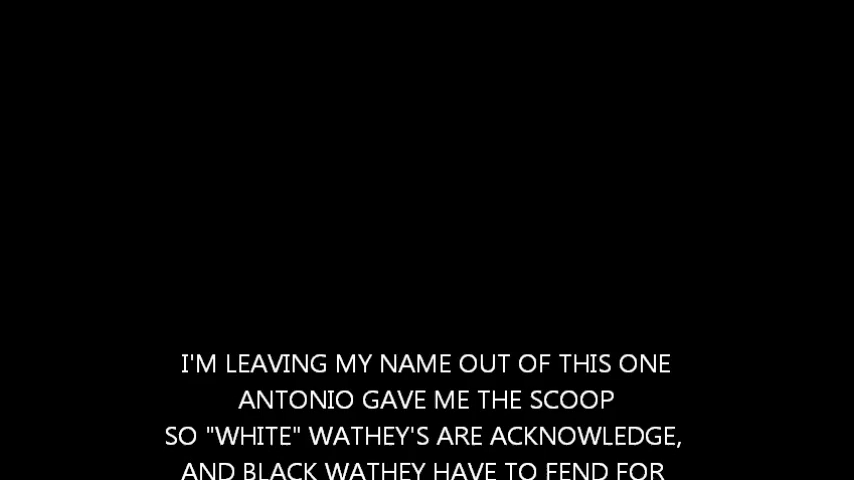 I'M LEAVING MY NAME OUT OF THIS ONE
ANTONIO GAVE ME THE SCOOP
SO "WHITE" WATHEY'S ARE ACKNOWLEDGE,
AND BLACK WATHEY HAVE TO FEND FOR